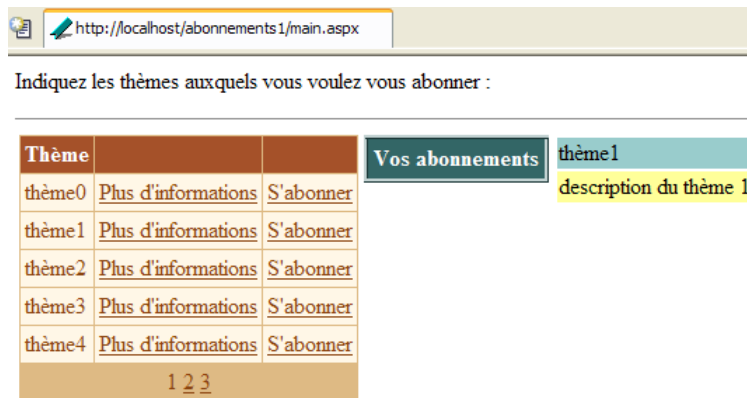 http://localhost/abonnements1/main.aspx
Indiquez les thèmes auxquels vous voulez vous abonner :
Thème
thème0 Plus d'informations S'abonner
thème1 Plus d'informations S'abonner
thème2 Plus d'informations S'abonner
thème3 Plus d'informations S'abonner
thème4 Plus d'informations S'abonner
1 2 3
Vos abonnements
thème1
description du thème 1